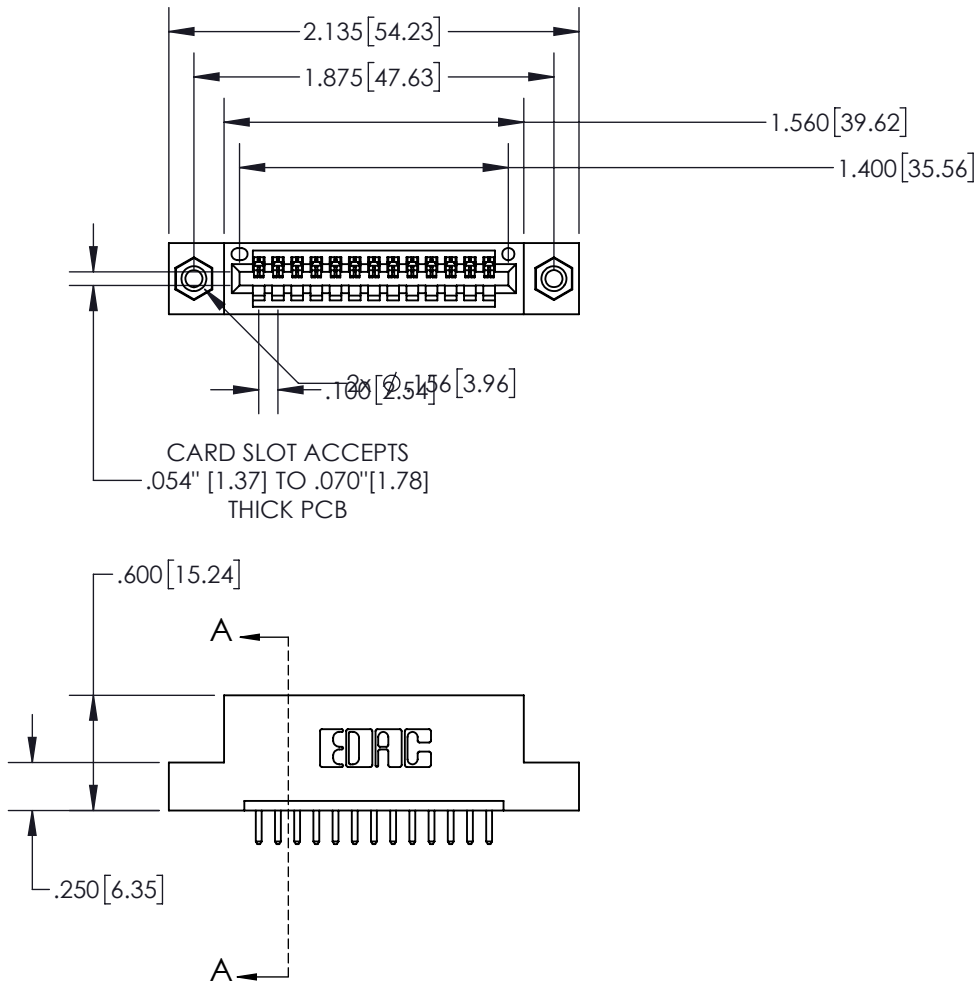 2.135[54.23]
1.875[47.63]
1.560[39.62]
1.400[35.56]
2x Ø .156 [3.96]
.100[2.54]
CARD SLOT ACCEPTS
.054" [1.37] TO .070"[1.78]
THICK PCB
.600[15.24]
A
EDAC
.250[6.35]
A